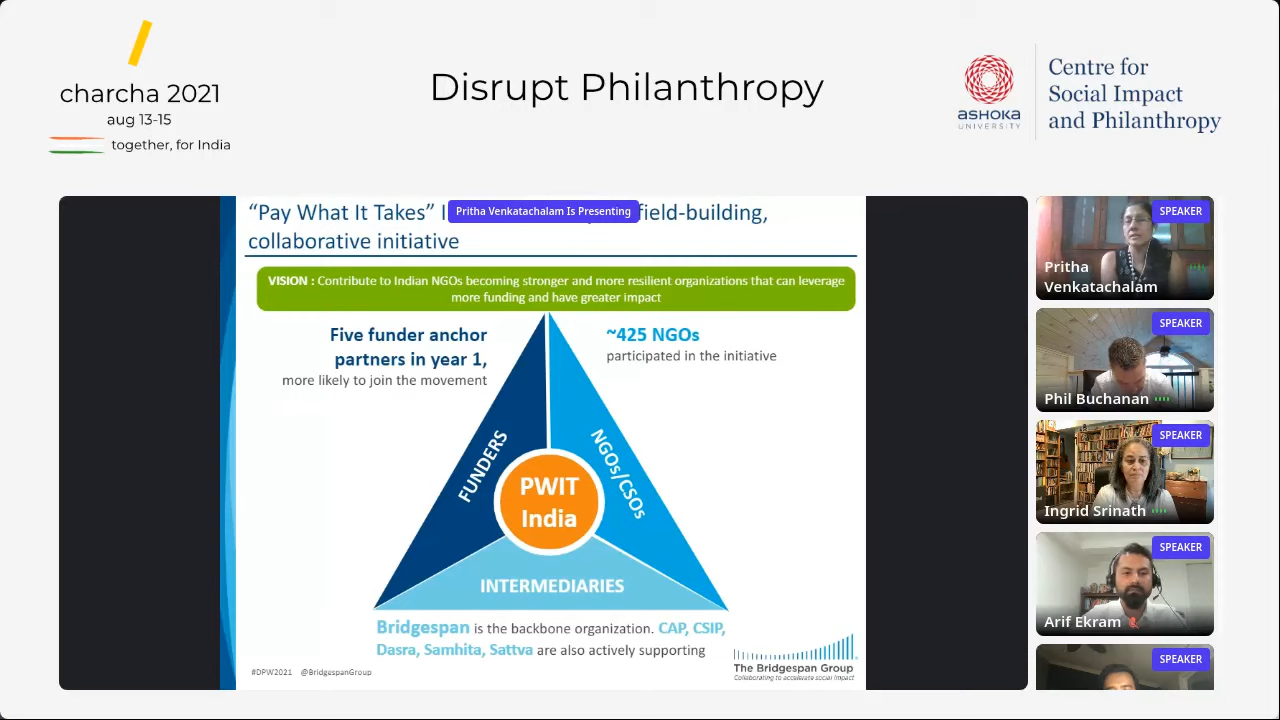 charcha 2021
aug 13-15
together, for India
Disrupt Philanthropy
ASHOKA
UNIVERSITY
Centre for
Social Impact
and Philanthropy
“Pay What It Takes” I
field-building,
Pritha Venkatachalam Is Presenting
collaborative initiative
VISION : Contribute to Indian NGOs becoming stronger and more resilient organizations that can leverage
more funding and have greater impact
Five funder anchor
partners in year 1,
more likely to join the movement
~425 NGOs
participated in the initiative
FUNDERS
NGOs/CSOs
PWIT
India
INTERMEDIARIES
Bridgespan is the backbone organization. CAP, CSIP,
Dasra, Samhita, Sattva are also actively supporting
#DPW2021 @BridgespanGroup
The Bridgespan Group
Collaborating to accelerate social impact
SPEAKER
Pritha
Venkatachalam
SPEAKER
Phil Buchanan
SPEAKER
Ingrid Srinath
SPEAKER
Arif Ekram
SPEAKER